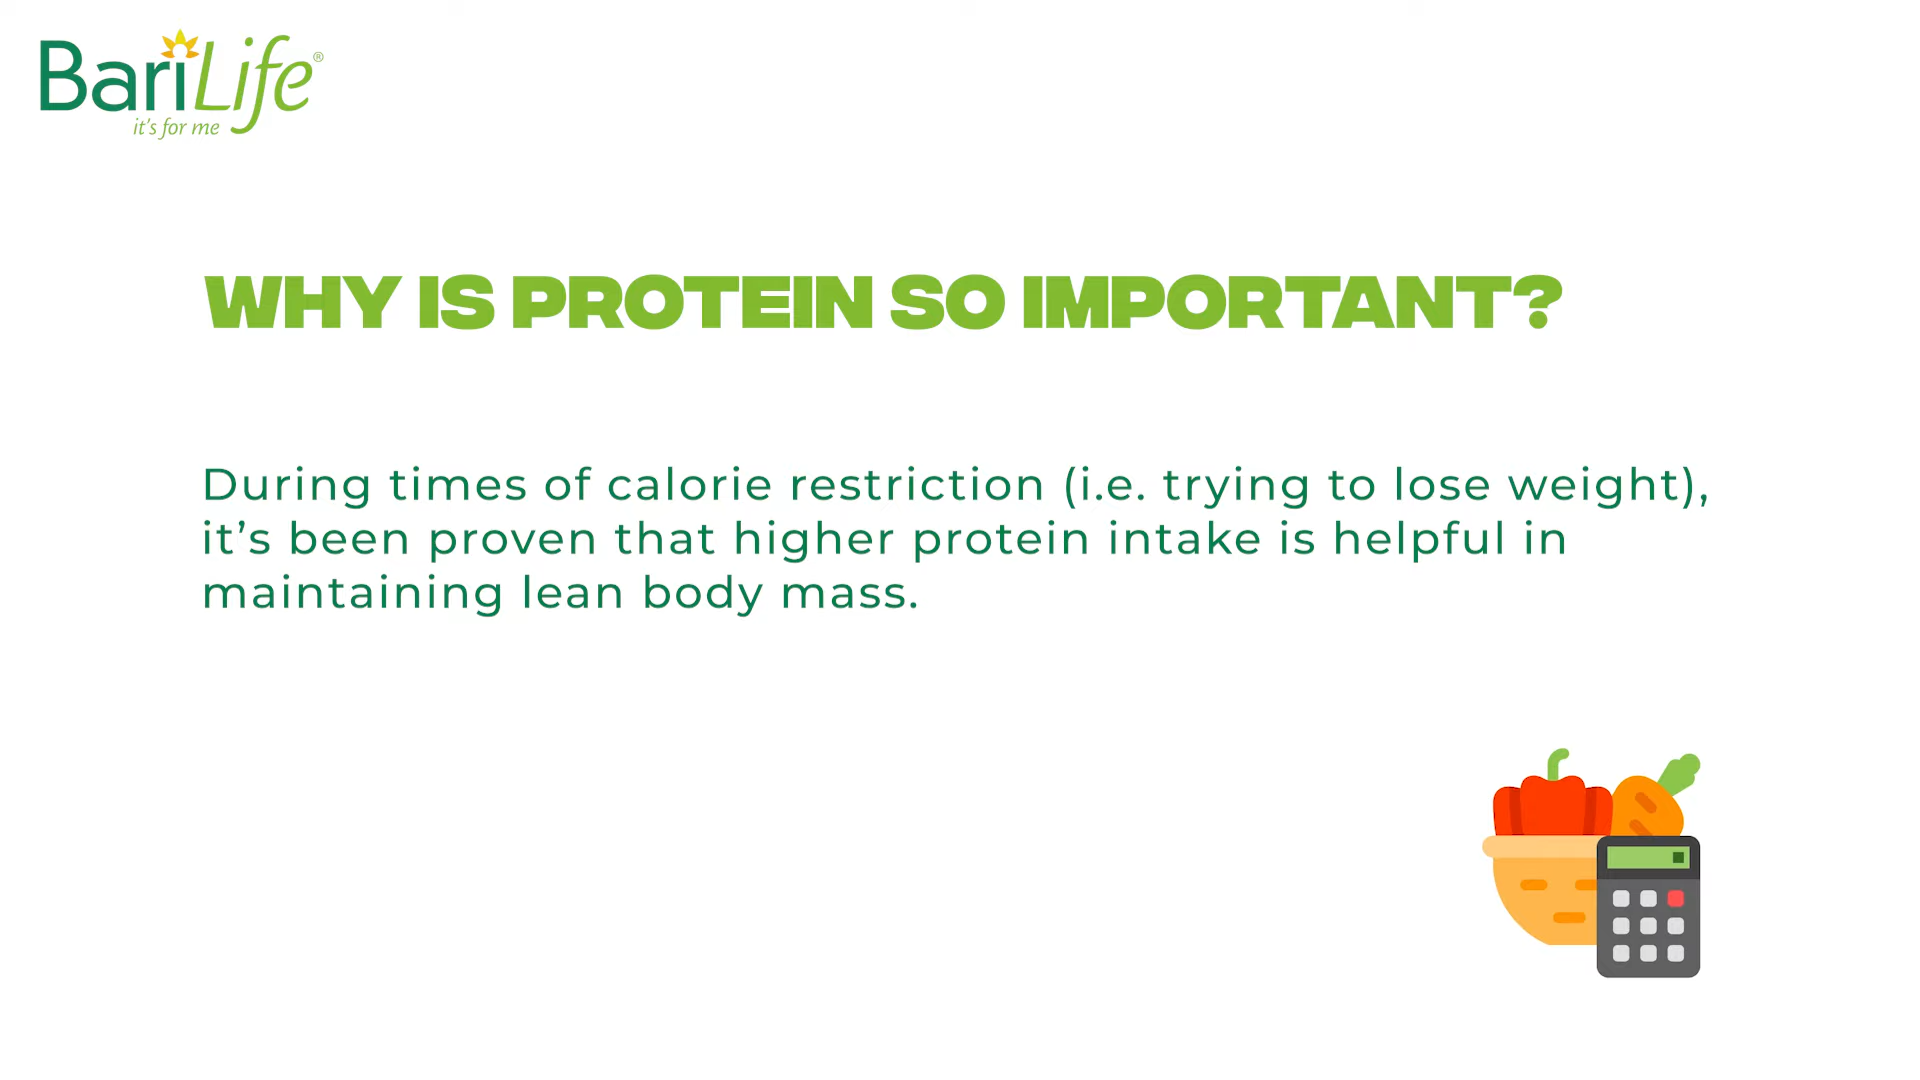 BariLife®
it's for me
WHY IS PROTEIN SO IMPORTANT?
During times of calorie restriction (i.e. trying to lose weight),
it’s been proven that higher protein intake is helpful in
maintaining lean body mass.